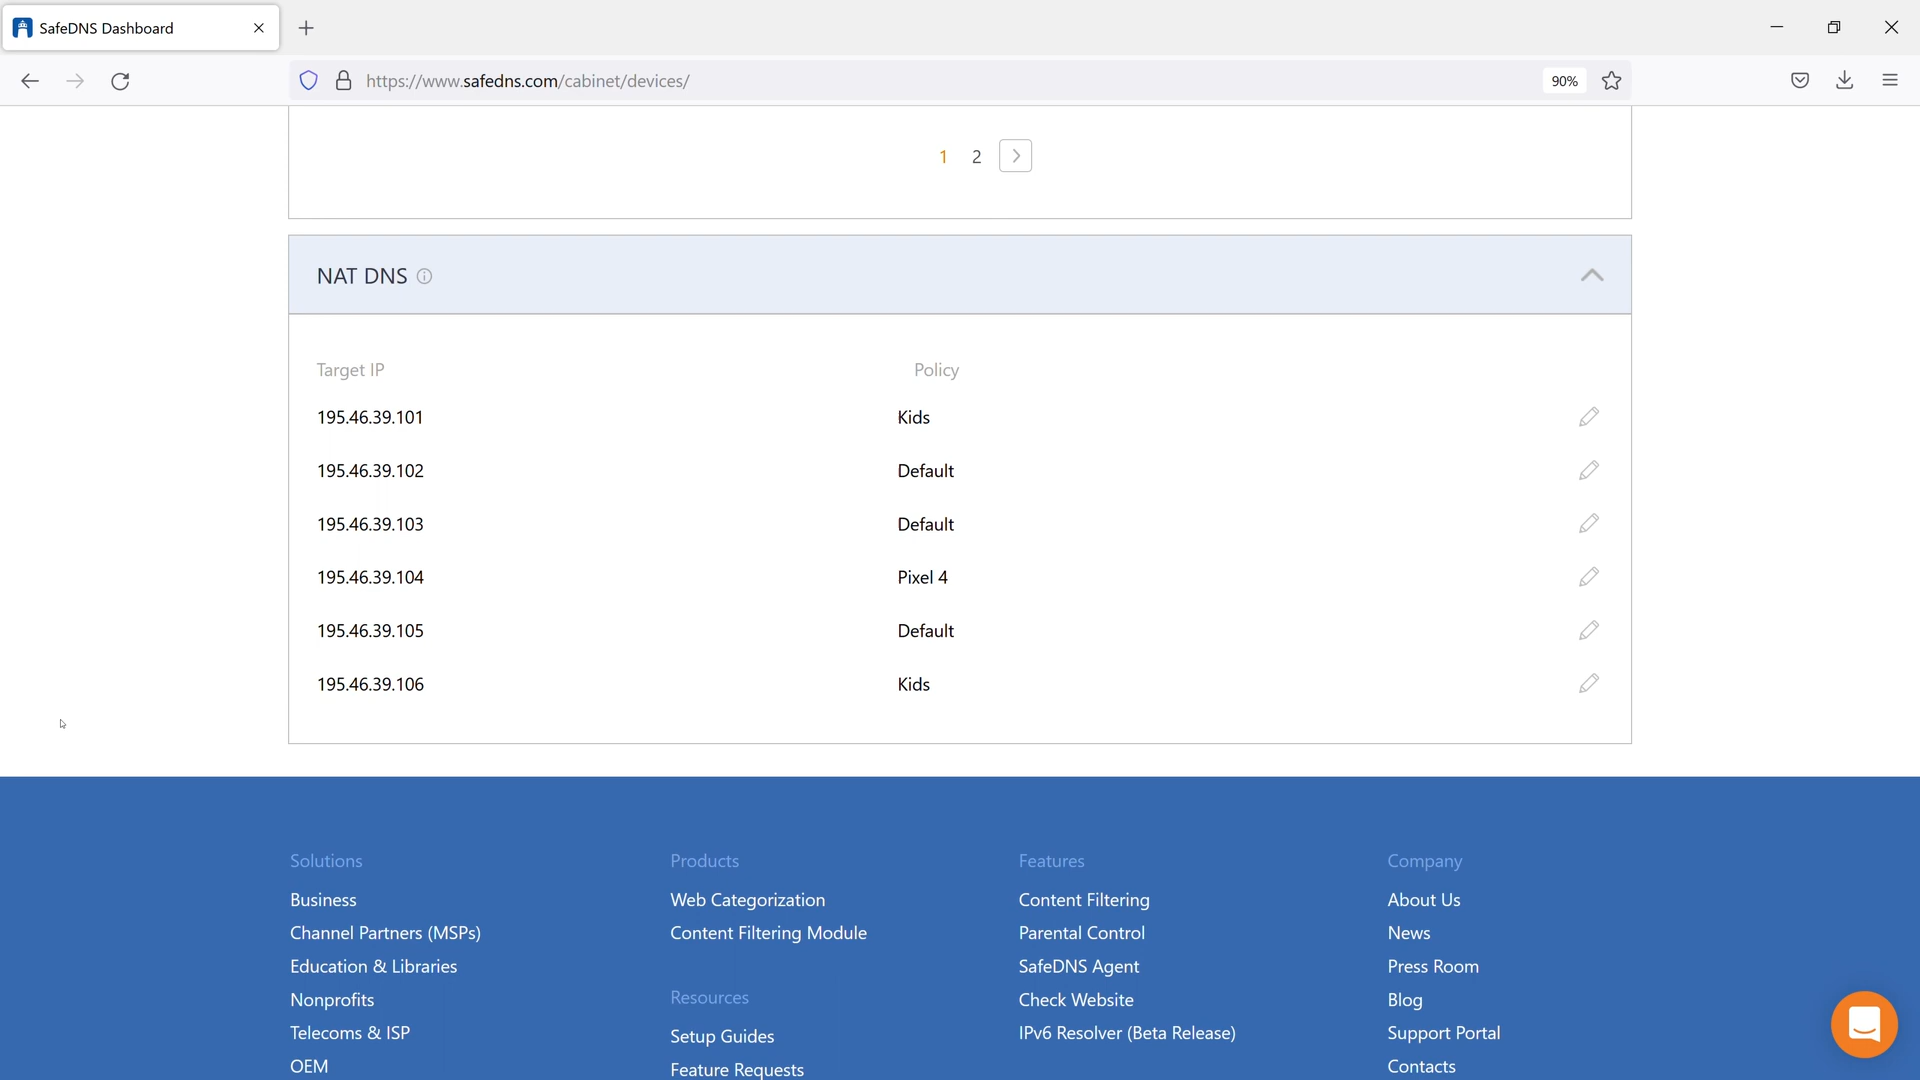 SafeDNS Dashboard
https://www.safedns.com/cabinet/devices/
90%
1 2
NAT DNS
Target IP Policy
195.46.39.101 Kids
195.46.39.102 Default
195.46.39.103 Default
195.46.39.104 Pixel 4
195.46.39.105 Default
195.46.39.106 Kids
Solutions
Business
Channel Partners (MSPs)
Education & Libraries
Nonprofits
Telecoms & ISP
OEM
Products
Web Categorization
Content Filtering Module
Resources
Setup Guides
Feature Requests
Features
Content Filtering
Parental Control
SafeDNS Agent
Check Website
IPv6 Resolver (Beta Release)
Company
About Us
News
Press Room
Blog
Support Portal
Contacts